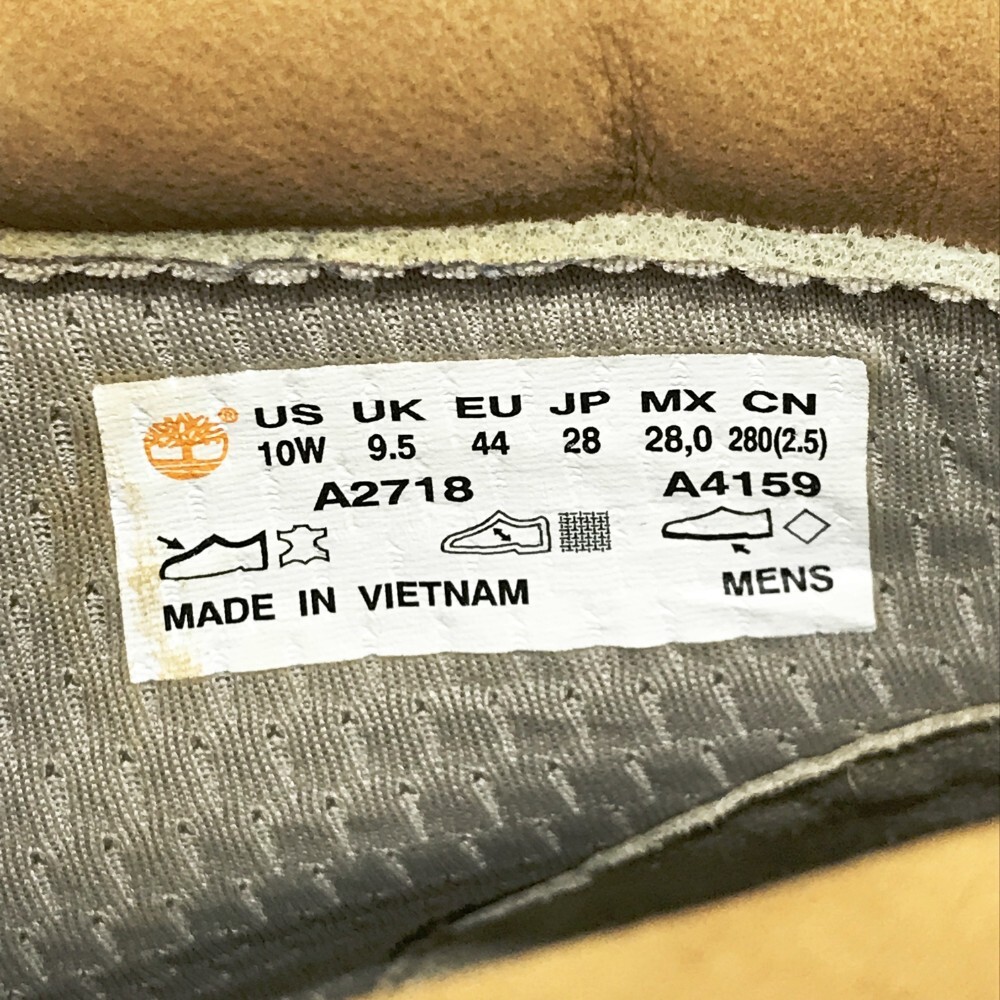 ® US UK EU JP MX CN
10W 9.5 44 28 28,0 280(2.5)
A2718 A4159
MADE IN VIETNAM MENS